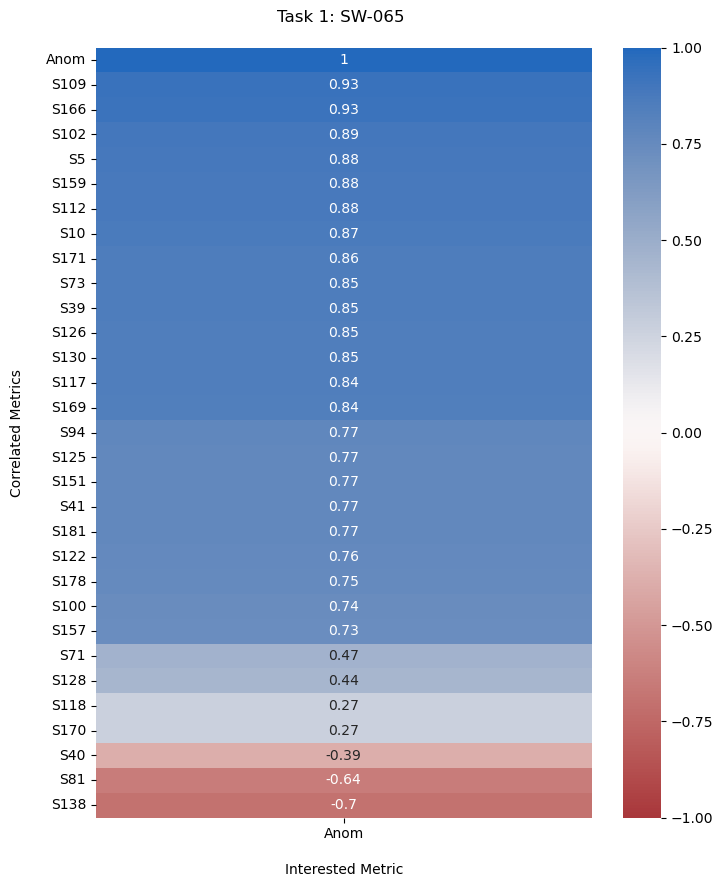 Task 1: SW-065
Correlated Metrics
Anom 1
S109 0.93
S166 0.93
S102 0.89
S5 0.88
S159 0.88
S112 0.88
S10 0.87
S171 0.86
S73 0.85
S39 0.85
S126 0.85
S130 0.85
S117 0.84
S169 0.84
S94 0.77
S125 0.77
S151 0.77
S41 0.77
S181 0.77
S122 0.76
S178 0.75
S100 0.74
S157 0.73
S71 0.47
S128 0.44
S118 0.27
S170 0.27
S40 -0.39
S81 -0.64
S138 -0.7
Anom
Interested Metric
1.00
0.75
0.50
0.25
0.00
−0.25
−0.50
−0.75
−1.00